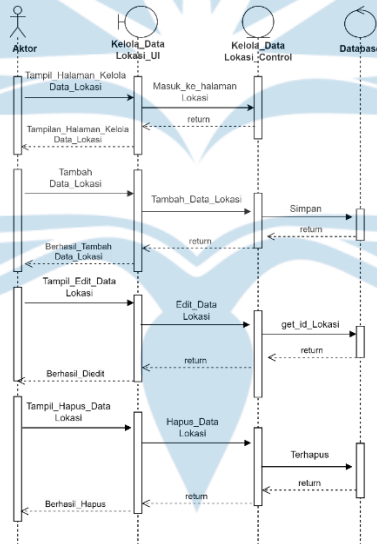 Aktor
Kelola_Data
Lokasi_UI
Kelola_Data
Lokasi_Control
Database
Tampil_Halaman_Kelola
Data_Lokasi
Masuk_ke_halaman
Lokasi
return
Tampilan_Halaman_Kelola
Data_Lokasi
Tambah
Data_Lokasi
Tambah_Data_Lokasi
Simpan
return
return
Berhasil_Tambah
Data_Lokasi
Tampil_Edit_Data
Lokasi
Edit_Data
Lokasi
get_id_Lokasi
return
return
Berhasil_Diedit
Tampil_Hapus_Data
Lokasi
Hapus_Data
Lokasi
Terhapus
return
return
Berhasil_Hapus